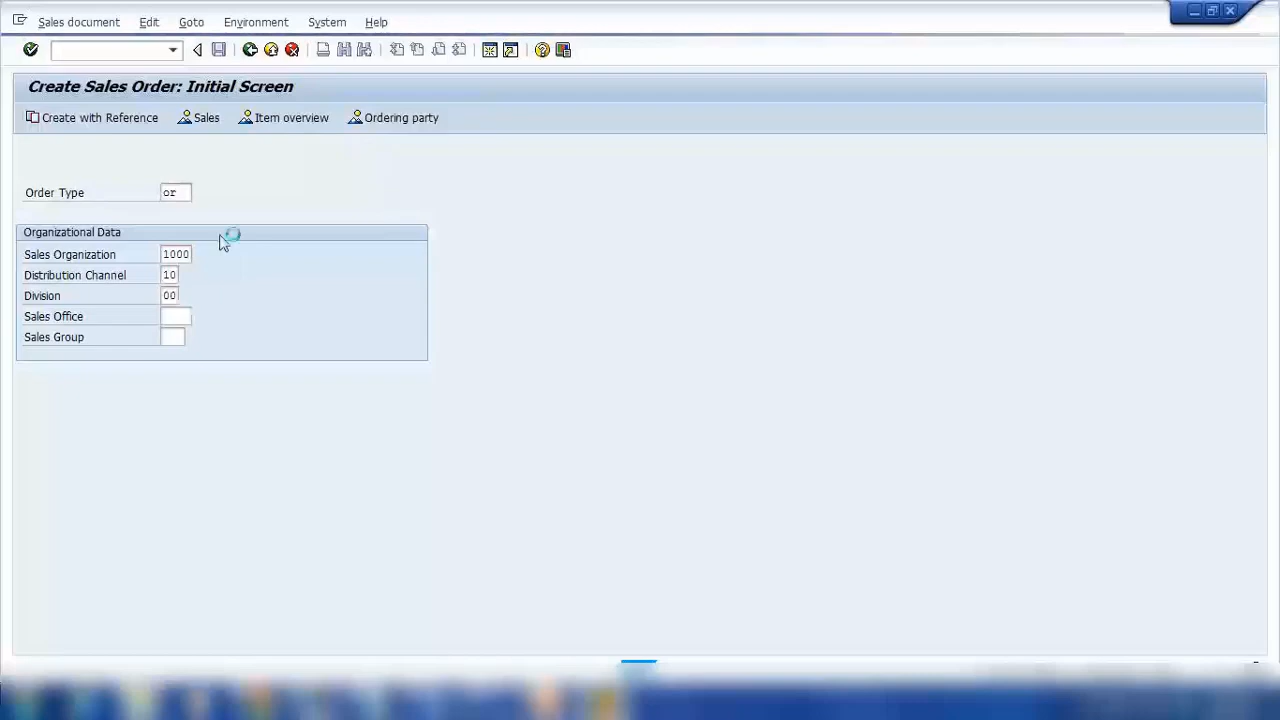 Sales document Edit Goto Environment System Help
Create Sales Order: Initial Screen
Create with Reference Sales Item overview Ordering party
Order Type or
Organizational Data
Sales Organization 1000
Distribution Channel 10
Division 00
Sales Office
Sales Group